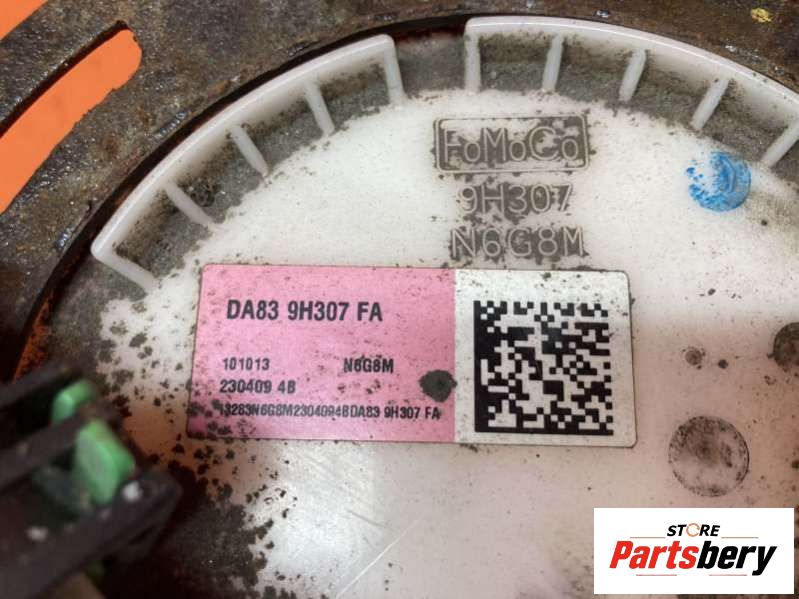 FoMoCo
9H307
N6G8M
DA83 9H307 FA
101013 N6G8M
230409 4B
13283N6G8M2304094BDA83 9H307 FA
STORE
Partsbery